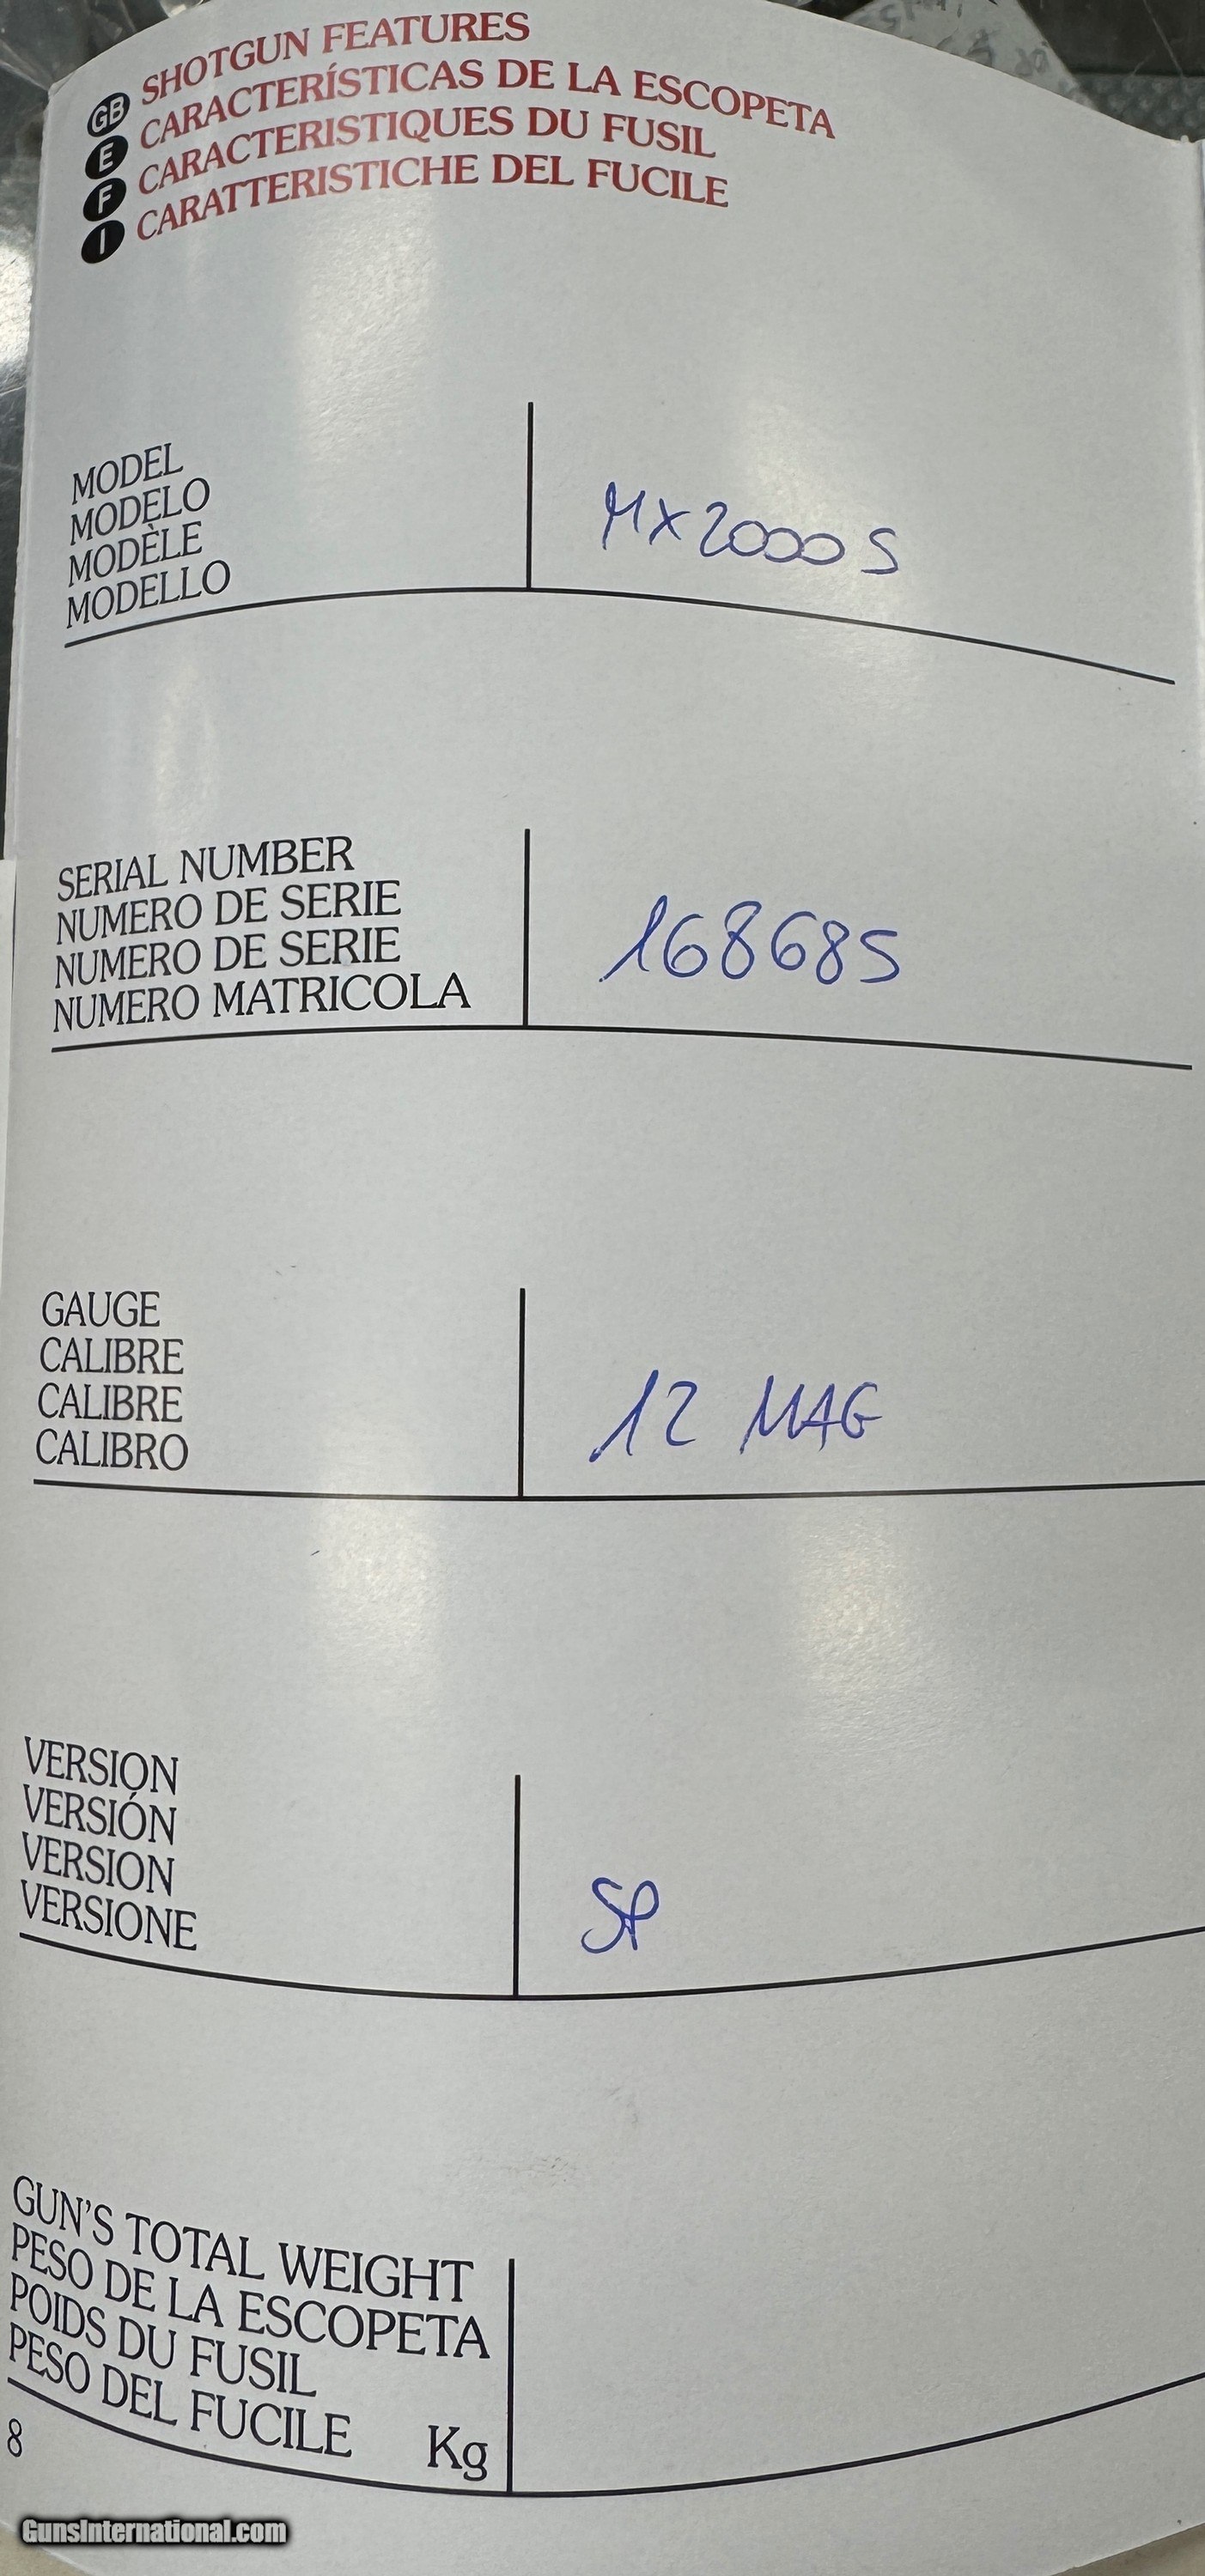 GB SHOTGUN FEATURES
E CARACTERÍSTICAS DE LA ESCOPETA
F CARACTERISTIQUES DU FUSIL
I CARATTERISTICHE DEL FUCILE
MODEL
MODELO
MODÈLE
MODELLO
MX2000S
SERIAL NUMBER
NUMERO DE SERIE
NUMERO DE SERIE
NUMERO MATRICOLA
168685
GAUGE
CALIBRE
CALIBRE
CALIBRO
12 MAG
VERSION
VERSIÓN
VERSION
VERSIONE
SP
GUN'S TOTAL WEIGHT
PESO DE LA ESCOPETA
POIDS DU FUSIL
PESO DEL FUCILE Kg
8
GunsInternational.com